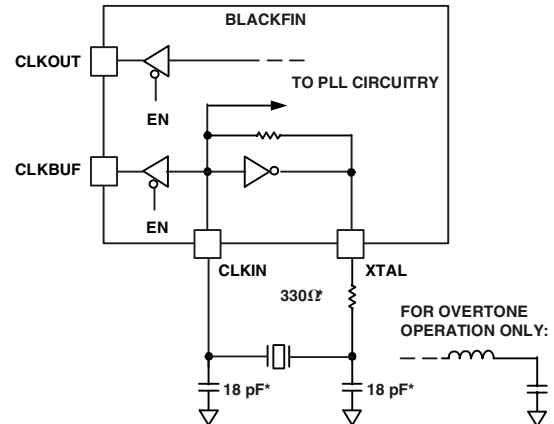 BLACKFIN
CLKOUT
TO PLL CIRCUITRY
EN
CLKBUF
EN
CLKIN
XTAL
330Ω*
FOR OVERTONE
OPERATION ONLY:
18 pF*
18 pF*